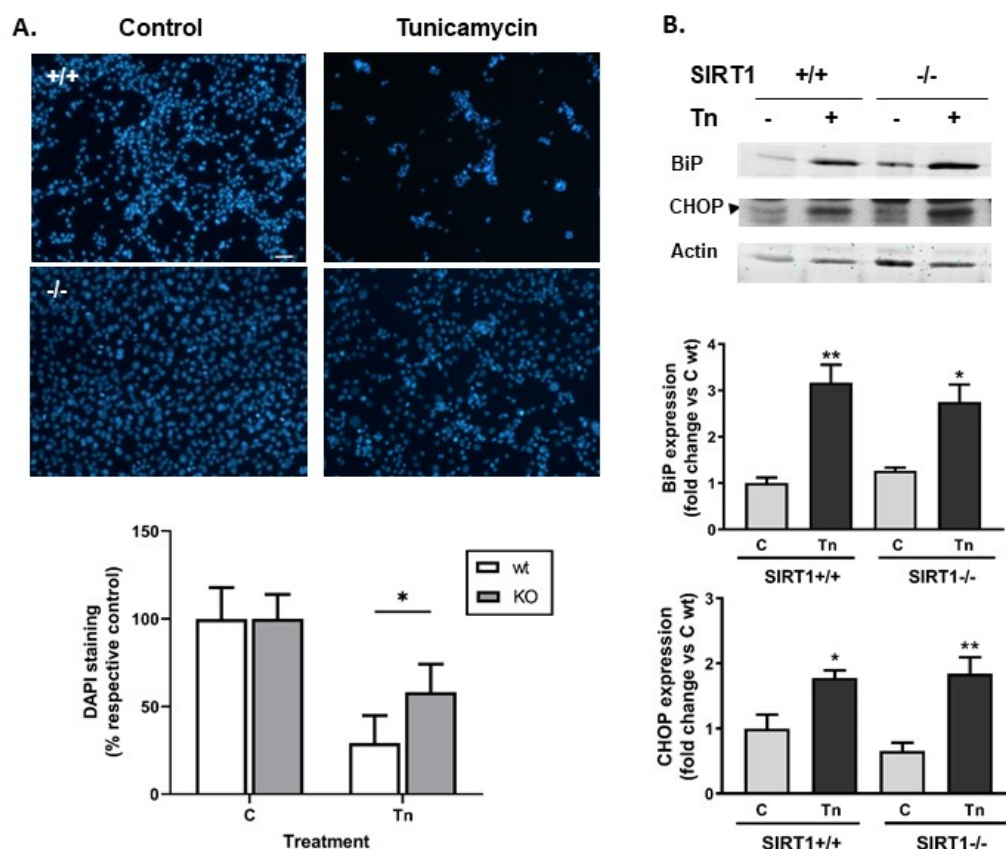 A.
Control
Tunicamycin
+/+
-/-
150
100
50
0
DAPI staining
(% respective control)
*
wt
KO
C
Tn
Treatment
B.
SIRT1 +/+ -/-
Tn - + - +
BiP
CHOP
Actin
BiP expression
(fold change vs C wt)
4
3
2
1
0
**
*
C Tn C Tn
SIRT1+/+ SIRT1-/-
CHOP expression
(fold change vs C wt)
3
2
1
0
*
**
C Tn C Tn
SIRT1+/+ SIRT1-/-